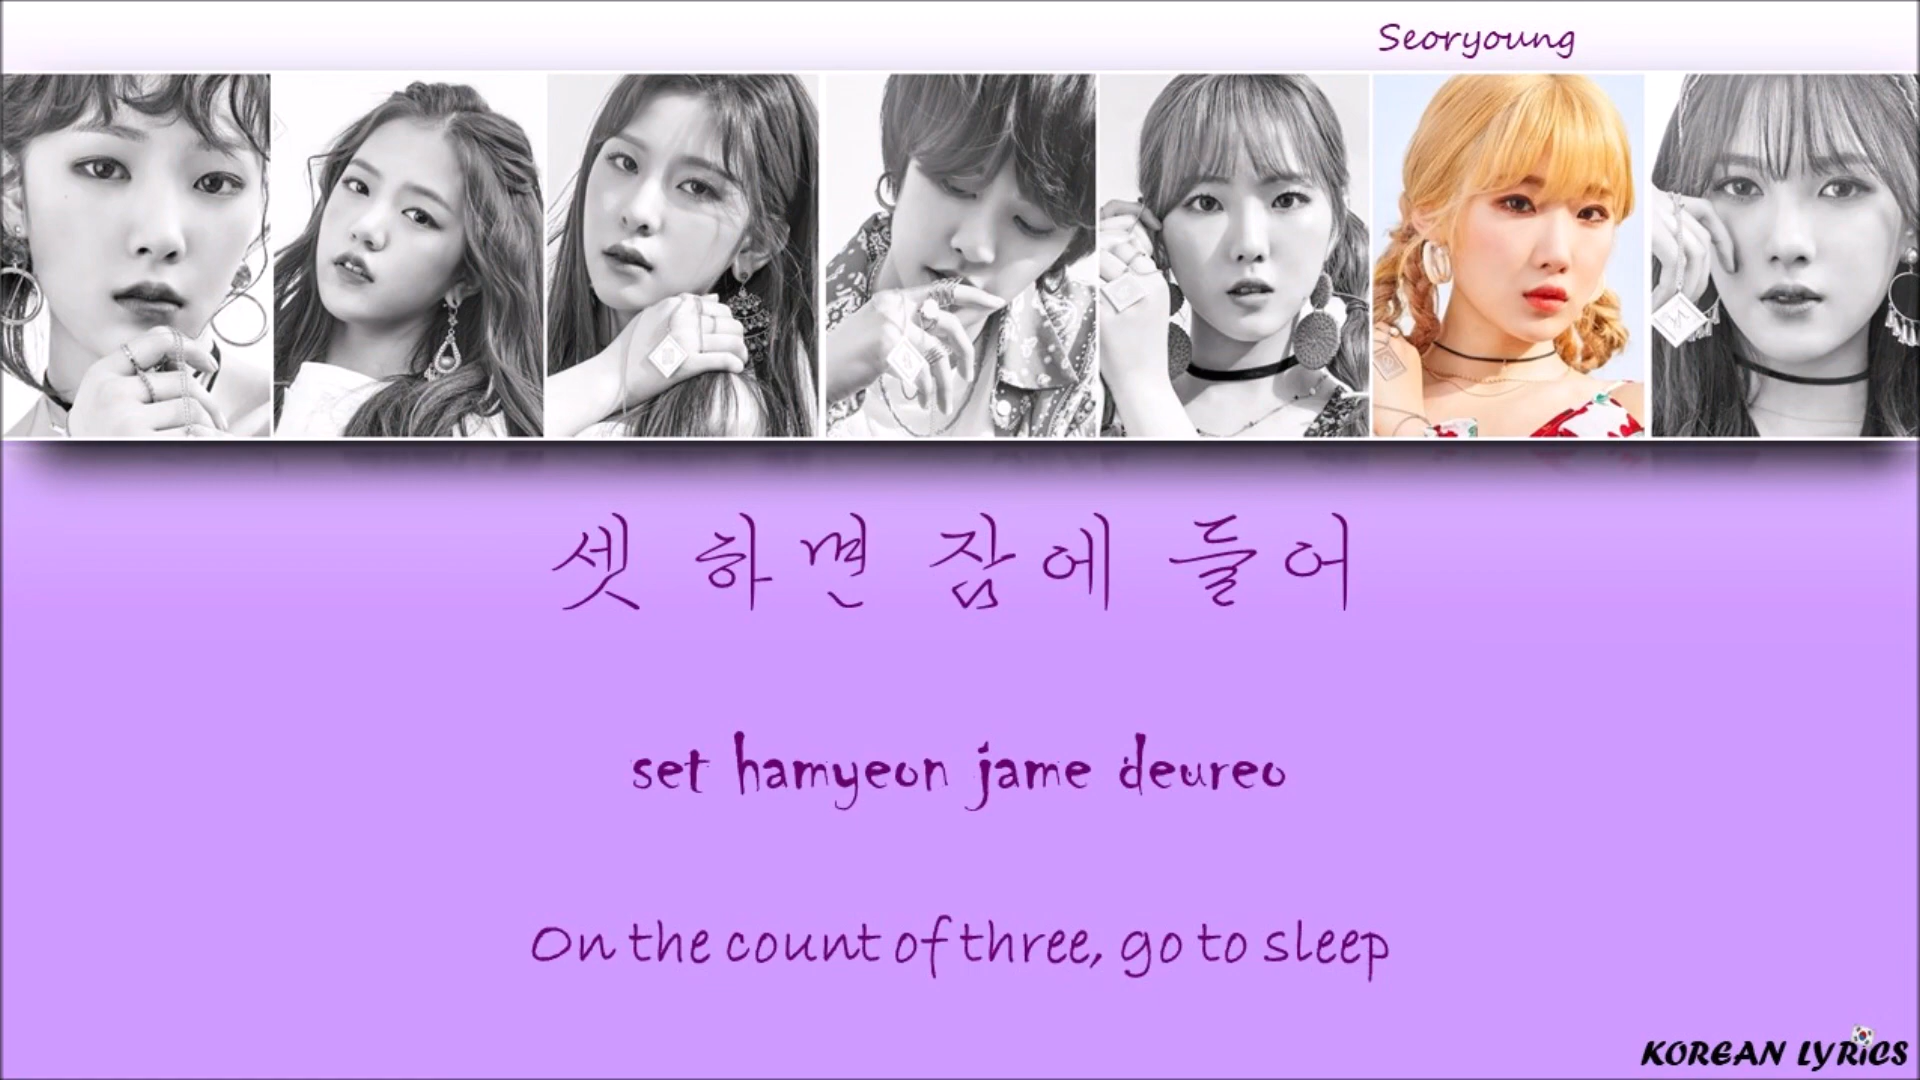 Seoryoung
셋 하면 잠에 들어
set hamyeon jame deureo
On the count of three, go to sleep
KOREAN LYRICS